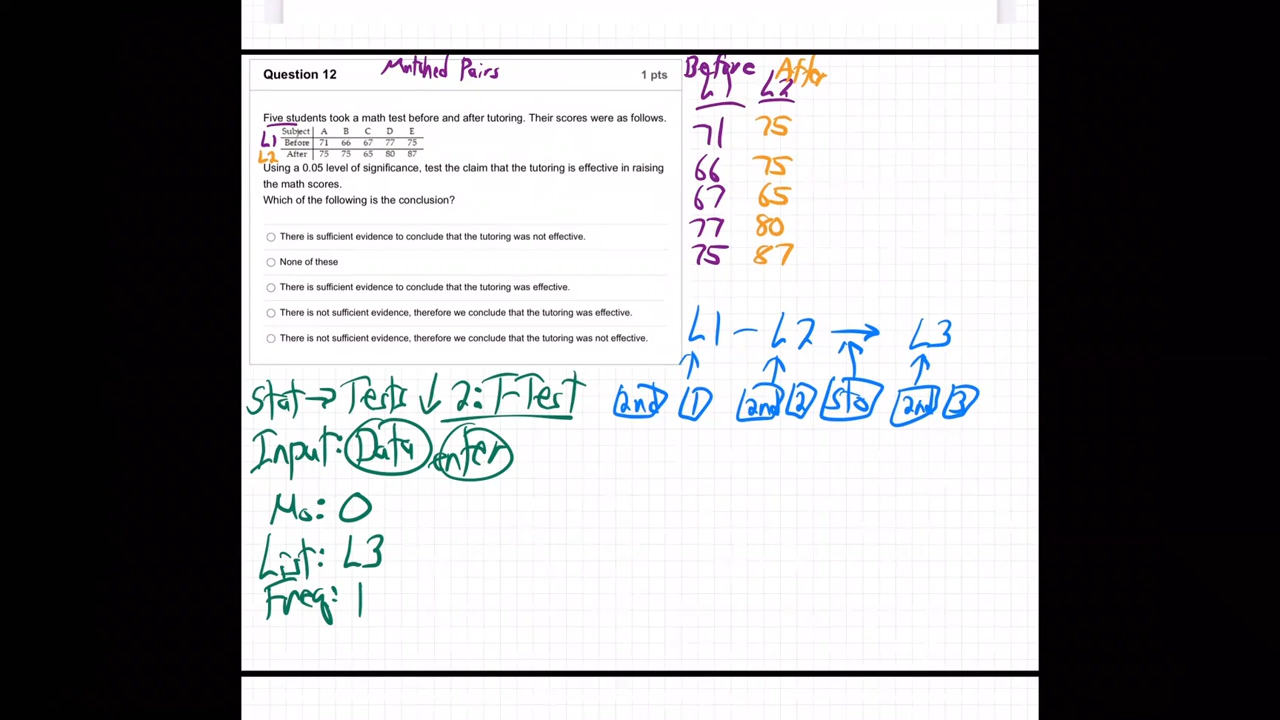 Question 12
Matched Pairs
1 pts
Five students took a math test before and after tutoring. Their scores were as follows.
Subject A B C D E
L1 Before 71 66 67 77 75
L2 After 75 75 65 80 87
Using a 0.05 level of significance, test the claim that the tutoring is effective in raising
the math scores.
Which of the following is the conclusion?
There is sufficient evidence to conclude that the tutoring was not effective.
None of these
There is sufficient evidence to conclude that the tutoring was effective.
There is not sufficient evidence, therefore we conclude that the tutoring was effective.
There is not sufficient evidence, therefore we conclude that the tutoring was not effective.
Before After
L1 L2
71 75
66 75
67 65
77 80
75 87
L1 − L2 → L3
2nd 1 2nd 2 Sto 2nd 3
Stat → Tests ↓ 2: T-Test
Input: Data enter
μ₀: 0
List: L3
Freq: 1